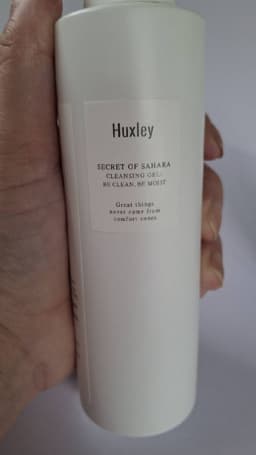 Huxley
SECRET OF SAHARA
CLEANSING GEL;
BE CLEAN, BE MOIST
Great things
never came from
comfort zones